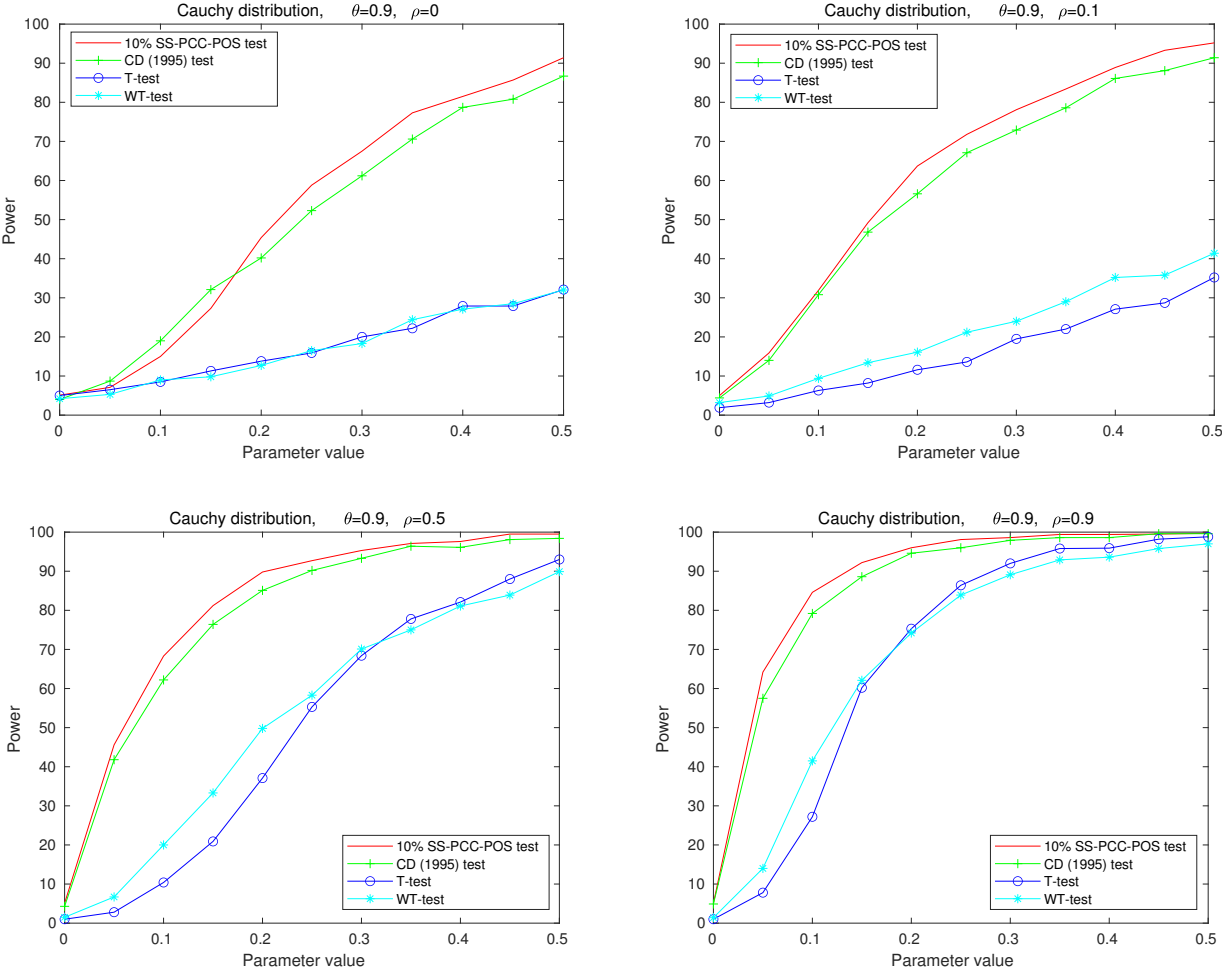 Cauchy distribution, θ=0.9, ρ=0
100
90
80
70
60
50
40
30
20
10
0
Power
10% SS-PCC-POS test
CD (1995) test
T-test
WT-test
0 0.1 0.2 0.3 0.4 0.5
Parameter value
Cauchy distribution, θ=0.9, ρ=0.1
100
90
80
70
60
50
40
30
20
10
0
Power
10% SS-PCC-POS test
CD (1995) test
T-test
WT-test
0 0.1 0.2 0.3 0.4 0.5
Parameter value
Cauchy distribution, θ=0.9, ρ=0.5
100
90
80
70
60
50
40
30
20
10
0
Power
10% SS-PCC-POS test
CD (1995) test
T-test
WT-test
0 0.1 0.2 0.3 0.4 0.5
Parameter value
Cauchy distribution, θ=0.9, ρ=0.9
100
90
80
70
60
50
40
30
20
10
0
Power
10% SS-PCC-POS test
CD (1995) test
T-test
WT-test
0 0.1 0.2 0.3 0.4 0.5
Parameter value